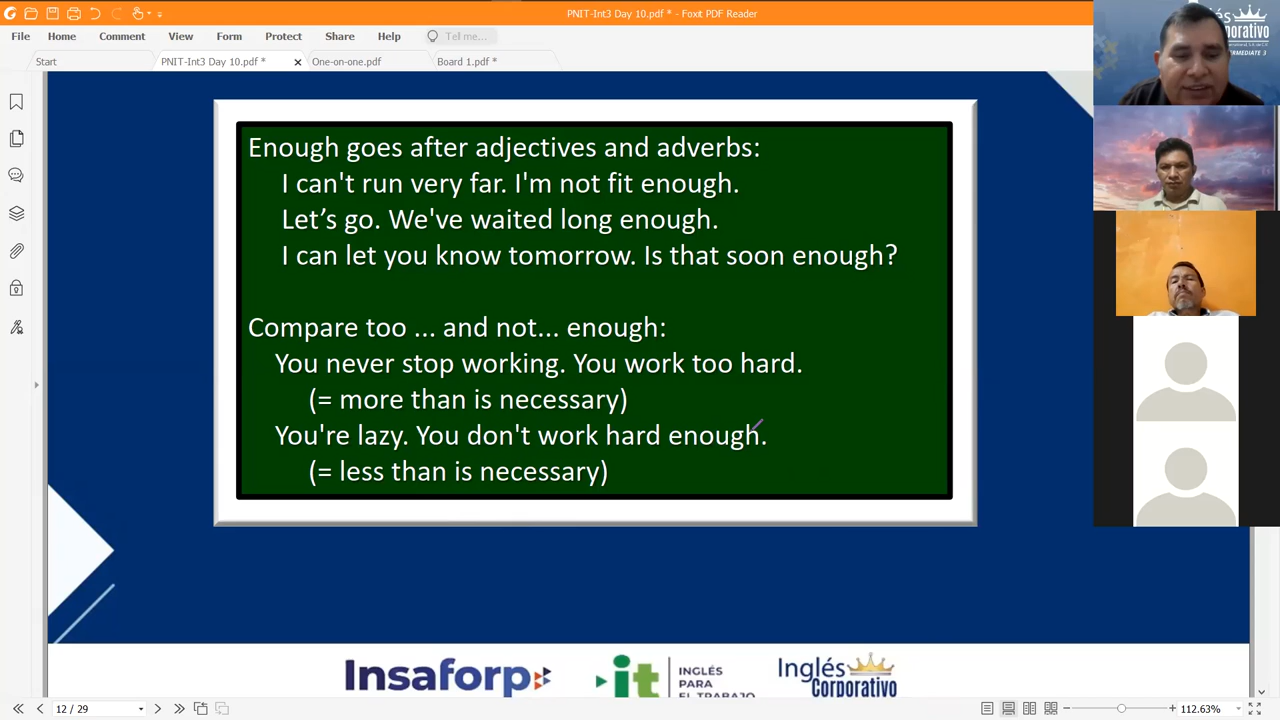 PNIT-Int3 Day 10.pdf * - Foxit PDF Reader
File Home Comment View Form Protect Share Help Tell me...
Start PNIT-Int3 Day 10.pdf * One-on-one.pdf Board 1.pdf *
Enough goes after adjectives and adverbs:
I can't run very far. I'm not fit enough.
Let’s go. We've waited long enough.
I can let you know tomorrow. Is that soon enough?
Compare too ... and not... enough:
You never stop working. You work too hard.
(= more than is necessary)
You're lazy. You don't work hard enough.
(= less than is necessary)
Insaforp
it
INGLÉS
PARA
EL TRABAJO
Inglés
Corporativo
12 / 29
112.63%